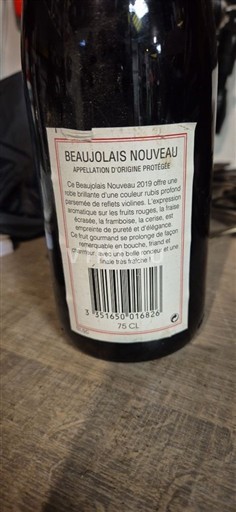 BEAUJOLAIS NOUVEAU
APPELLATION D'ORIGINE PROTÉGÉE
Ce Beaujolais Nouveau 2019 offre une
robe brillante d'une couleur rubis profond
parsemée de reflets violines. L'expression
aromatique sur les fruits rouges, la fraise
écrasée, la framboise, la cerise, est
empreinte de pureté et d'élégance.
Ce fruit gourmand se prolonge de façon
remarquable en bouche, friand et
avec une belle rondeur et une
finale très fraîche !
3 351650 016826
75 CL